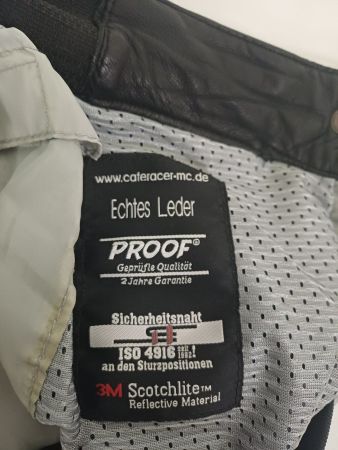 www.caferacer-mc.de
Echtes Leder
PROOF®
Geprüfte Qualität
2 Jahre Garantie
Sicherheitsnaht
ISO 4916
an den Sturzpositionen
3M Scotchlite™
Reflective Material